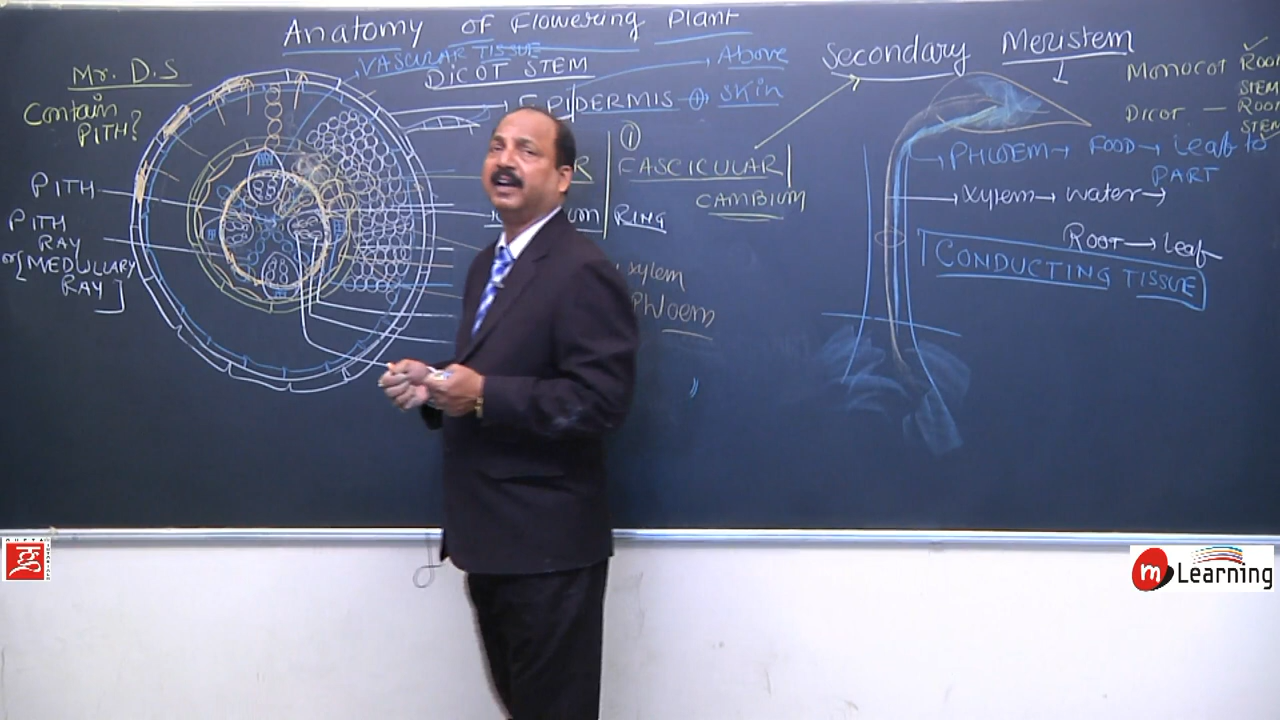 Anatomy of Flowering Plant
VASCULAR TISSUE
DICOT STEM
Mr. D.S
Contain
PITH?
PITH
PITH
RAY
or [MEDULLARY
RAY]
EPIDERMIS
Above
Skin
①
FASCICULAR
CAMBIUM
RING
xylem
Phloem
Secondary Meristem
Monocot Root
STEM
Dicot — Root
STEM
PHLOEM → FOOD → Leaf to
PART
Xylem → Water →
Root → Leaf
CONDUCTING TISSUE
m Learning